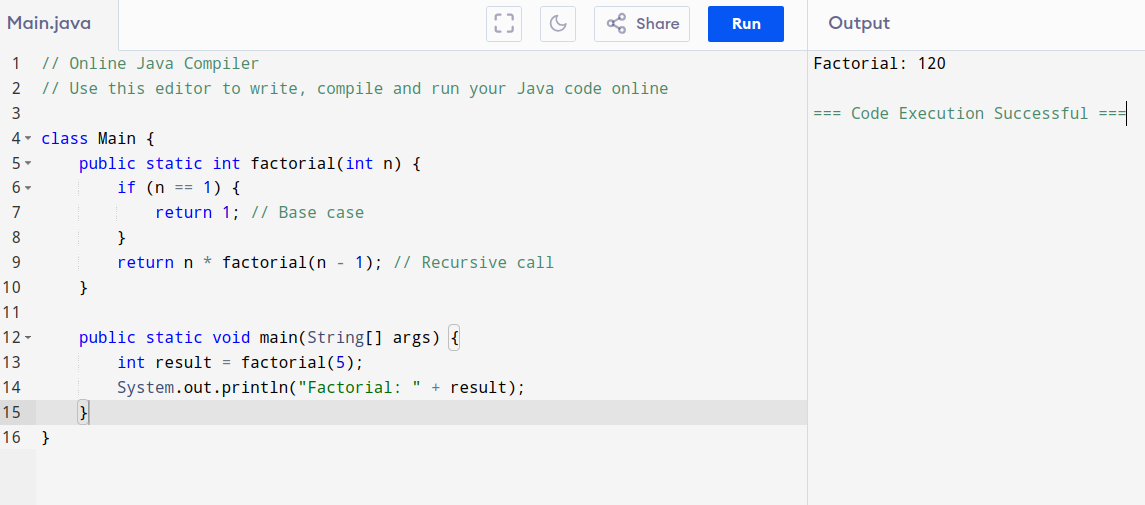 Main.java
Share
Run
Output
1 // Online Java Compiler
2 // Use this editor to write, compile and run your Java code online
3
4 class Main {
5     public static int factorial(int n) {
6         if (n == 1) {
7             return 1; // Base case
8         }
9         return n * factorial(n - 1); // Recursive call
10     }
11
12     public static void main(String[] args) {
13         int result = factorial(5);
14         System.out.println("Factorial: " + result);
15     }
16 }
Factorial: 120
=== Code Execution Successful ===